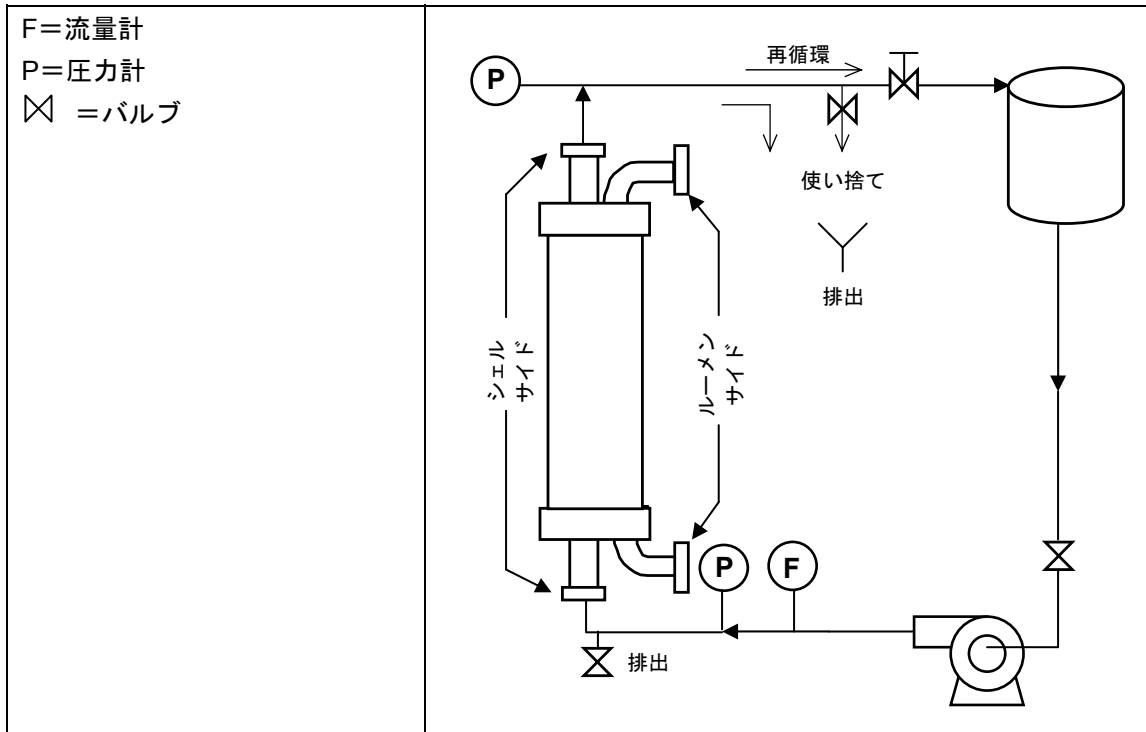 F=流量計
P=圧力計
=バルブ
再循環
P
使い捨て
排出
シェル
サイド
ルーメン
サイド
P
F
排出